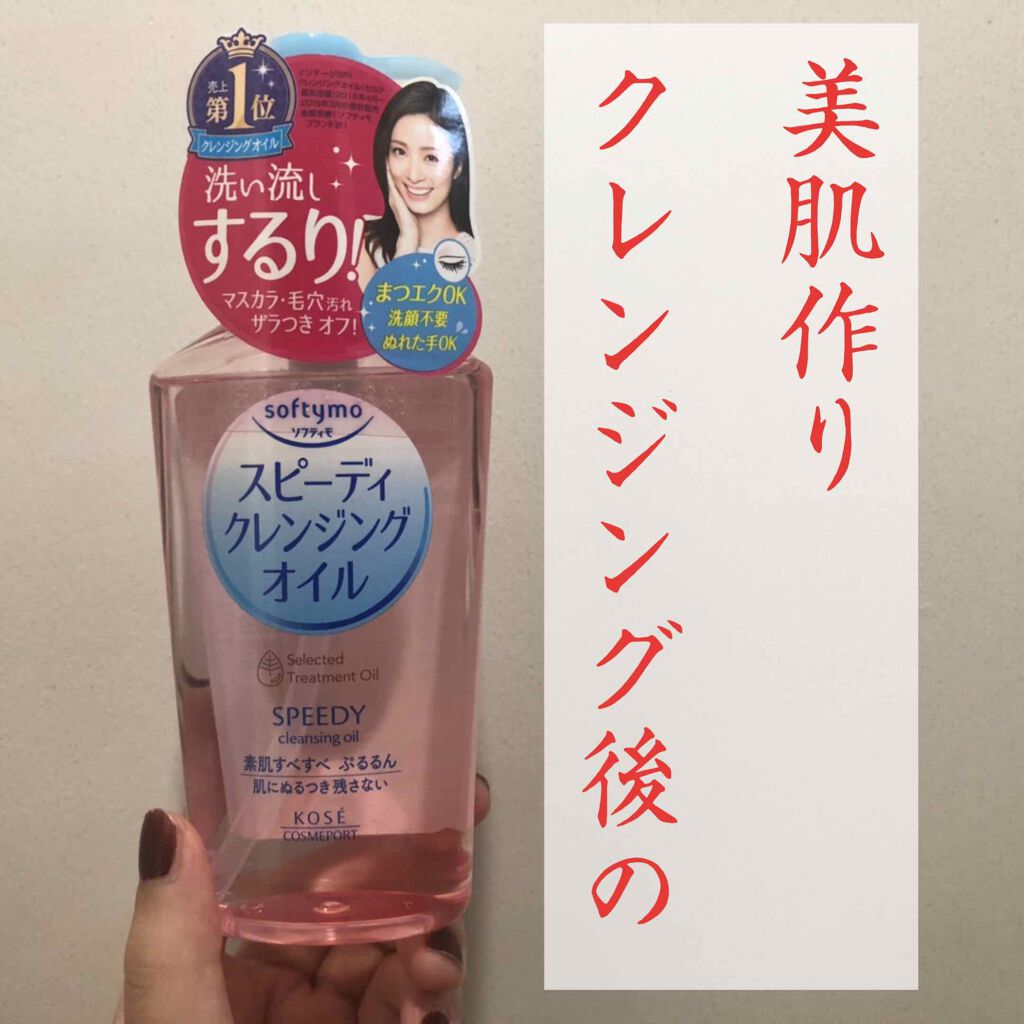 売上
第1位
クレンジングオイル
洗い流し
するり!
マスカラ・毛穴汚れ
ザラつきオフ!
まつエクOK
洗顔不要
ぬれた手OK
softymo
ソフティモ
スピーディ
クレンジング
オイル
Selected
Treatment Oil
SPEEDY
cleansing oil
素肌すべすべ ぷるるん
肌にぬるつき残さない
KOSÉ
COSMEPORT
美肌作り
クレンジング後の